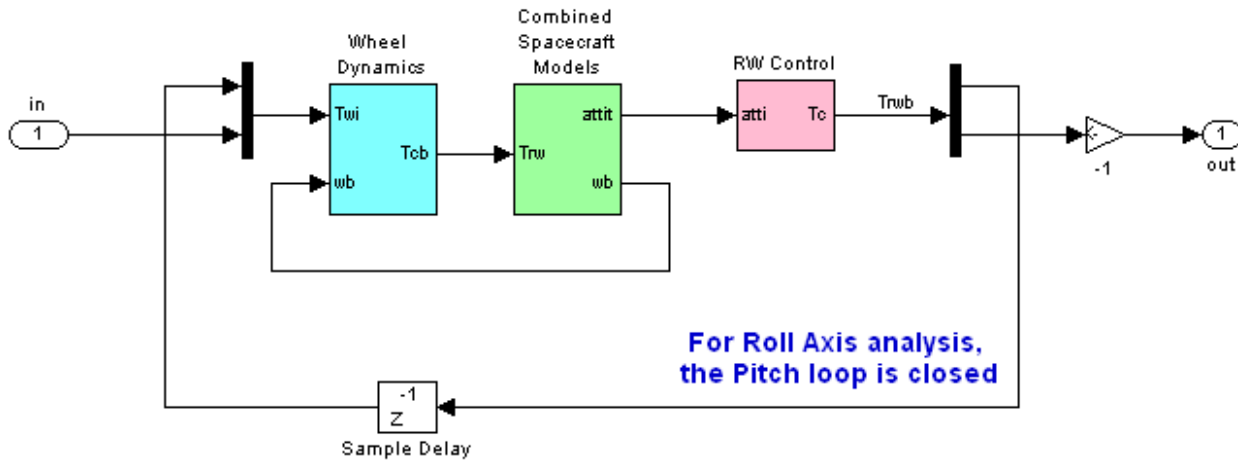 Combined
Spacecraft
Models
Wheel
Dynamics
RW Control
in
1
Twi
Tcb
wb
attit
Trw
wb
atti
Tc
Trwb
-1
1
out
For Roll Axis analysis,
the Pitch loop is closed
-1
Z
Sample Delay